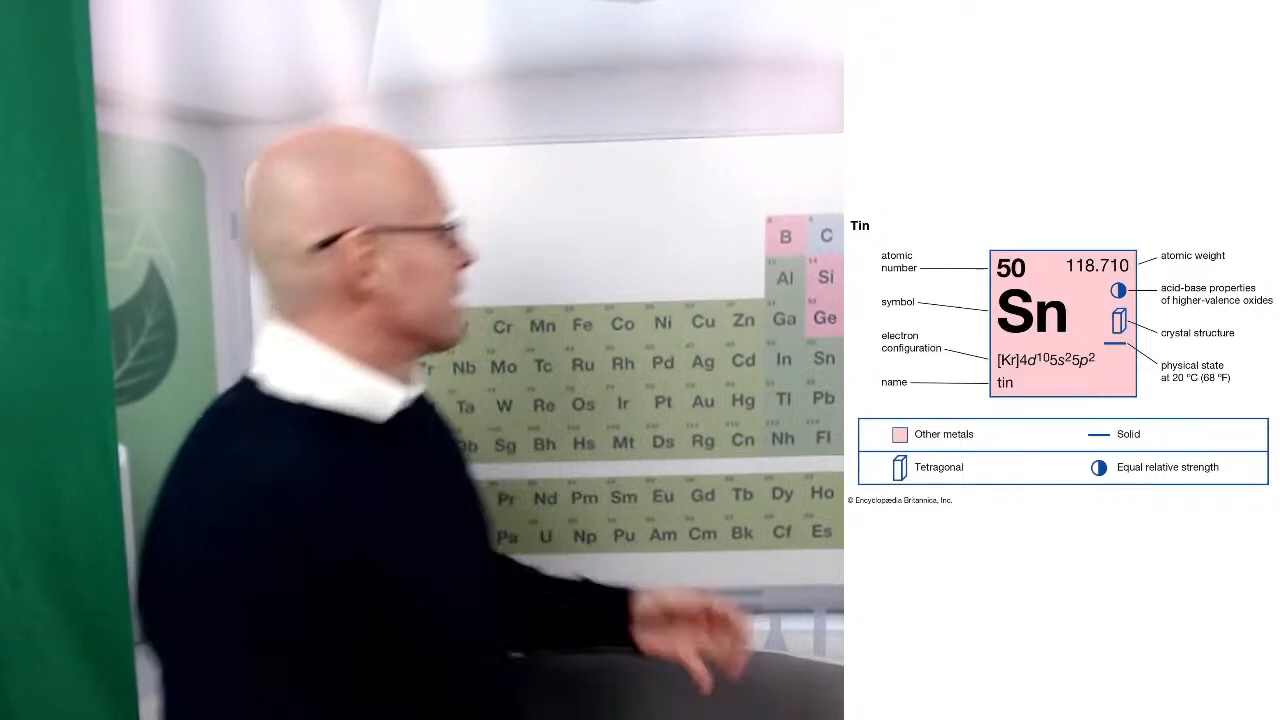 EA
B C
Al Si
Cr Mn Fe Co Ni Cu Zn Ga Ge
Zr Nb Mo Tc Ru Rh Pd Ag Cd In Sn
Ta W Re Os Ir Pt Au Hg Tl Pb
Db Sg Bh Hs Mt Ds Rg Cn Nh Fl
Pr Nd Pm Sm Eu Gd Tb Dy Ho
Pa U Np Pu Am Cm Bk Cf Es
Tin
atomic
number
symbol
electron
configuration
name
50 118.710
Sn
[Kr]4d¹⁰5s²5p²
tin
atomic weight
acid-base properties
of higher-valence oxides
crystal structure
physical state
at 20 °C (68 °F)
Other metals
Solid
Tetragonal
Equal relative strength
© Encyclopædia Britannica, Inc.